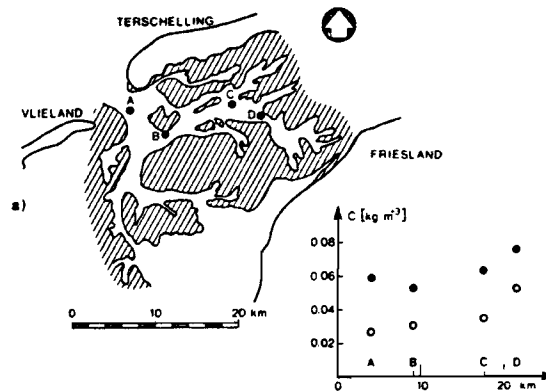 TERSCHELLING
VLIELAND
A
B
C
D
FRIESLAND
a)
0 20
km
C [kg m⁻³]
0.08
0.06
0.04
0.02
A B C D
0 10 20
km